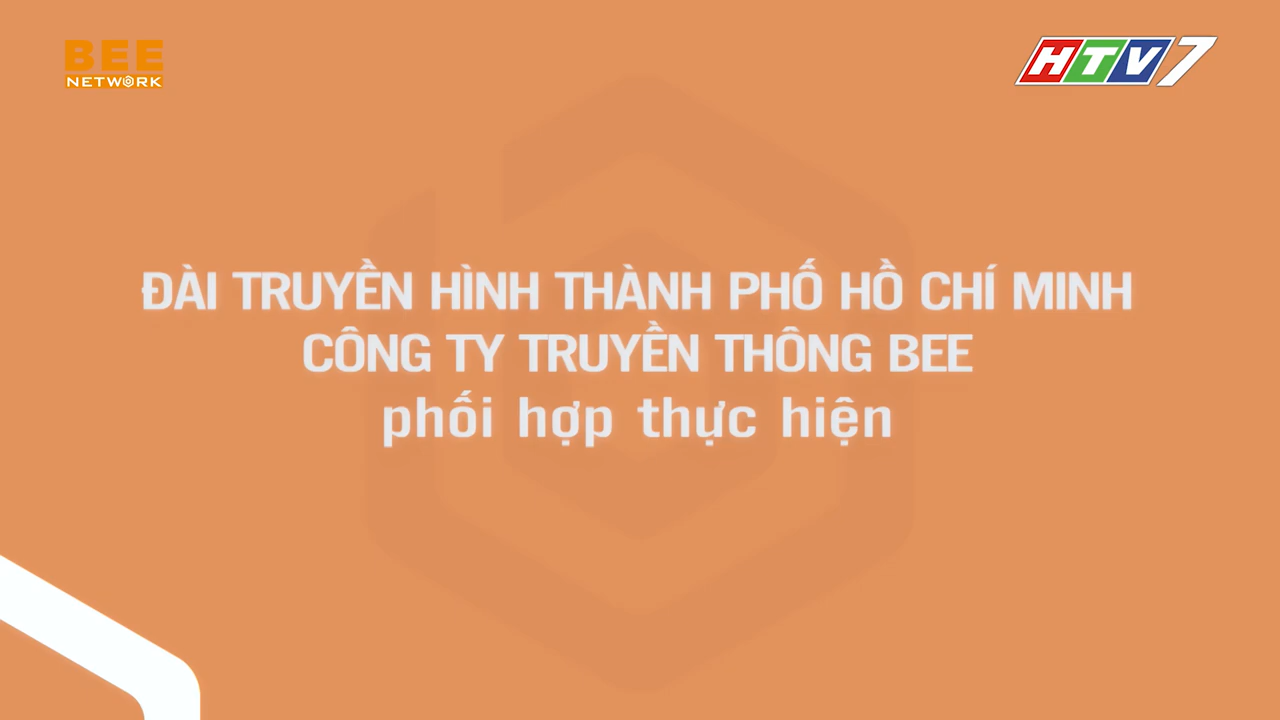 BEE
NETWORK
HTV7
ĐÀI TRUYỀN HÌNH THÀNH PHỐ HỒ CHÍ MINH
CÔNG TY TRUYỀN THÔNG BEE
phối hợp thực hiện